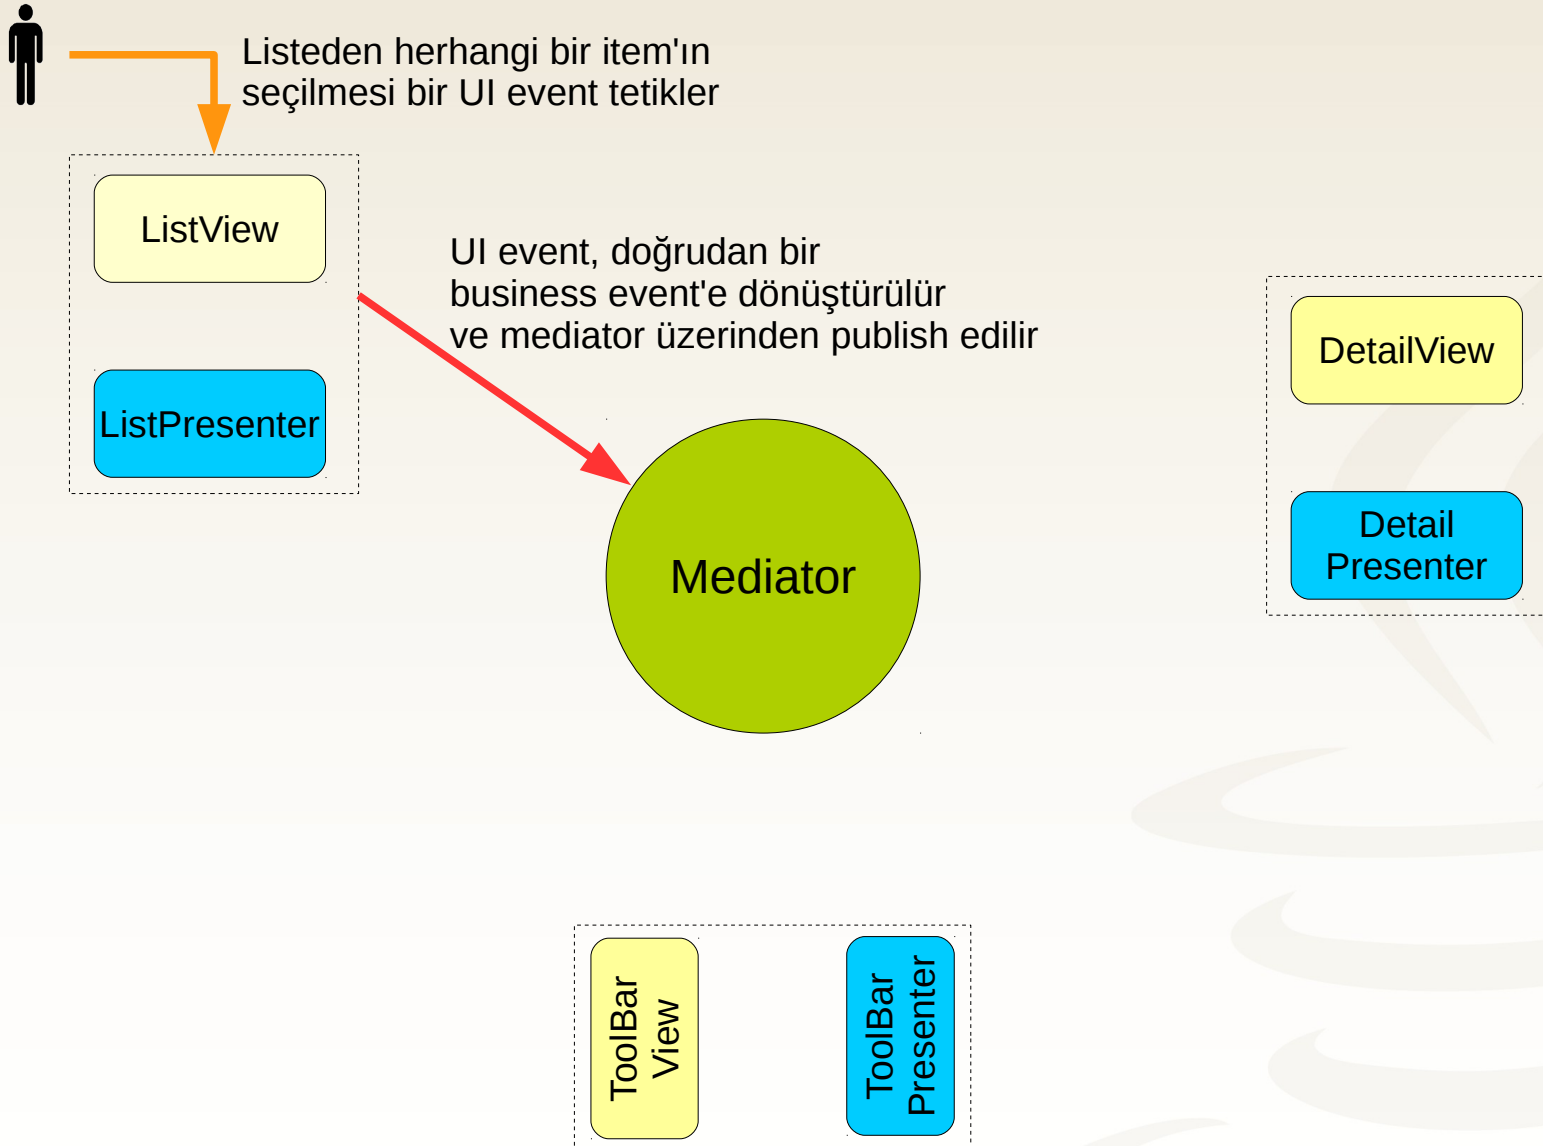 Listeden herhangi bir item'ın
seçilmesi bir UI event tetikler
ListView
UI event, doğrudan bir
business event'e dönüştürülür
ve mediator üzerinden publish edilir
ListPresenter
DetailView
Detail
Presenter
Mediator
ToolBar
View
ToolBar
Presenter